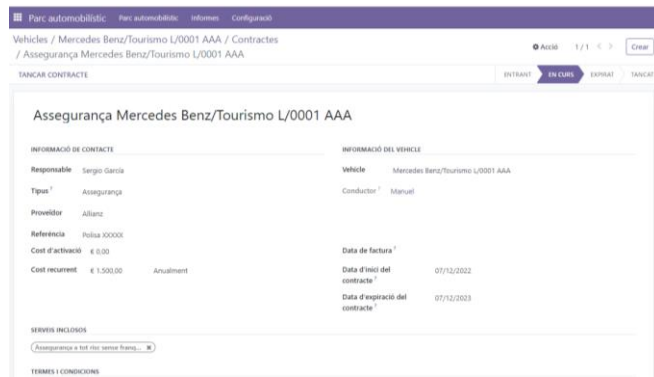 Parc automobilístic Parc automobilístic Informes Configuració
Vehicles / Mercedes Benz/Tourismo L/0001 AAA / Contractes
/ Assegurança Mercedes Benz/Tourismo L/0001 AAA
Acció 1 / 1 Crear
TANCAR CONTRACTE ENTRANT EN CURS EXPIRAT TANCAT
Assegurança Mercedes Benz/Tourismo L/0001 AAA
INFORMACIÓ DE CONTACTE INFORMACIÓ DEL VEHICLE
Responsable Sergio García Vehicle Mercedes Benz/Tourismo L/0001 AAA
Tipus ? Assegurança Conductor ? Manuel
Proveïdor Allianz
Referència Polisa XXXXX
Cost d'activació € 0,00 Data de factura ?
Cost recurrent € 1.500,00 Anualment Data d'inici del 07/12/2022
contracte ?
Data d'expiració del 07/12/2023
contracte ?
SERVEIS INCLOSOS
Assegurança a tot risc sense franq... ×
TERMES I CONDICIONS